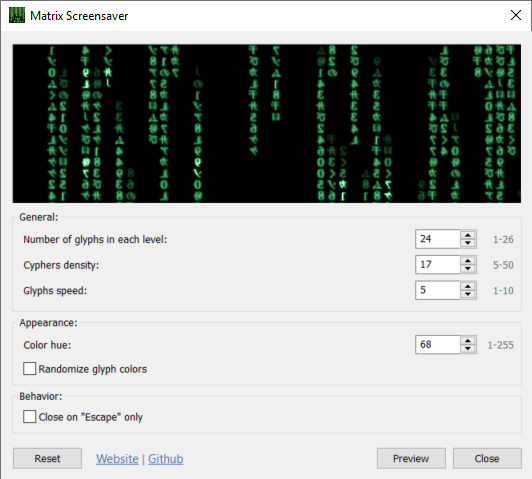 Matrix Screensaver
General:
Number of glyphs in each level: 24 1-26
Cyphers density: 17 5-50
Glyphs speed: 5 1-10
Appearance:
Color hue: 68 1-255
Randomize glyph colors
Behavior:
Close on "Escape" only
Reset Website | Github Preview Close